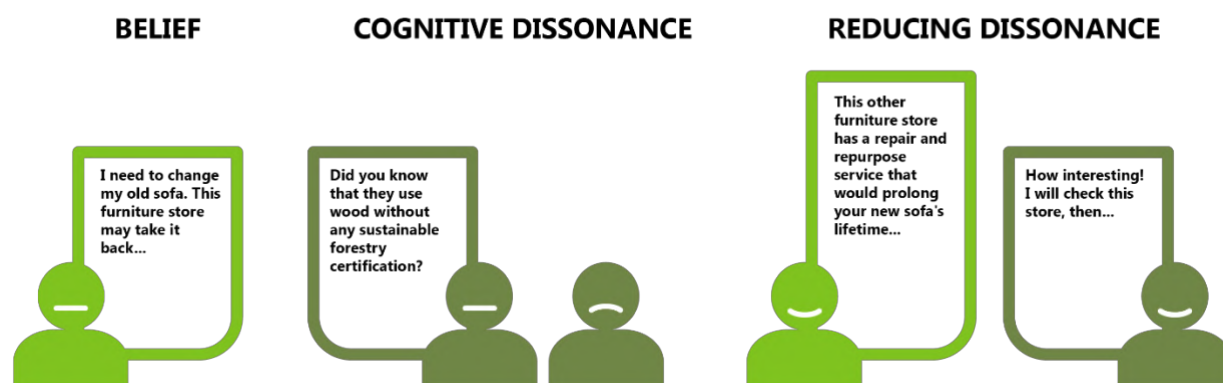 BELIEF
COGNITIVE DISSONANCE
REDUCING DISSONANCE
I need to change
my old sofa. This
furniture store
may take it
back...
Did you know
that they use
wood without
any sustainable
forestry
certification?
This other
furniture store
has a repair and
repurpose
service that
would prolong
your new sofa's
lifetime...
How interesting!
I will check this
store, then...